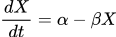 dX/dt = α − βX